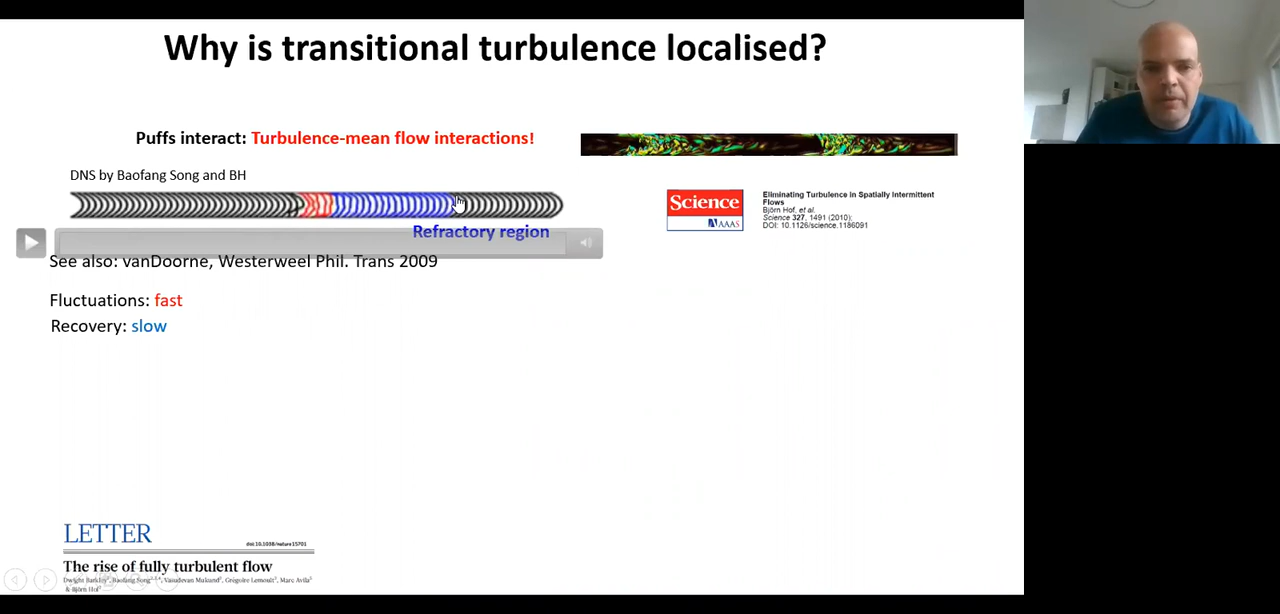 Why is transitional turbulence localised?
Puffs interact: Turbulence-mean flow interactions!
DNS by Baofang Song and BH
Refractory region
See also: vanDoorne, Westerweel Phil. Trans 2009
Fluctuations: fast
Recovery: slow
Science
AAAS
Eliminating Turbulence in Spatially Intermittent
Flows
Björn Hof, et al.
Science 327, 1491 (2010);
DOI: 10.1126/science.1186091
LETTER
doi:10.1038/nature15701
The rise of fully turbulent flow
Dwight Barkley, Baofang Song, Vasudevan Mukund, Grégoire Lemoult, Marc Avila
& Björn Hof